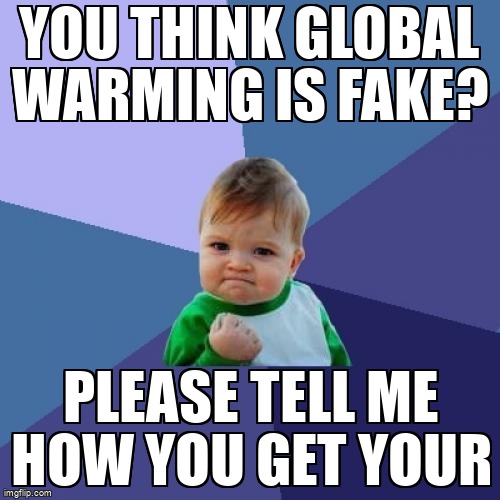 YOU THINK GLOBAL
WARMING IS FAKE?
PLEASE TELL ME
HOW YOU GET YOUR
imgflip.com